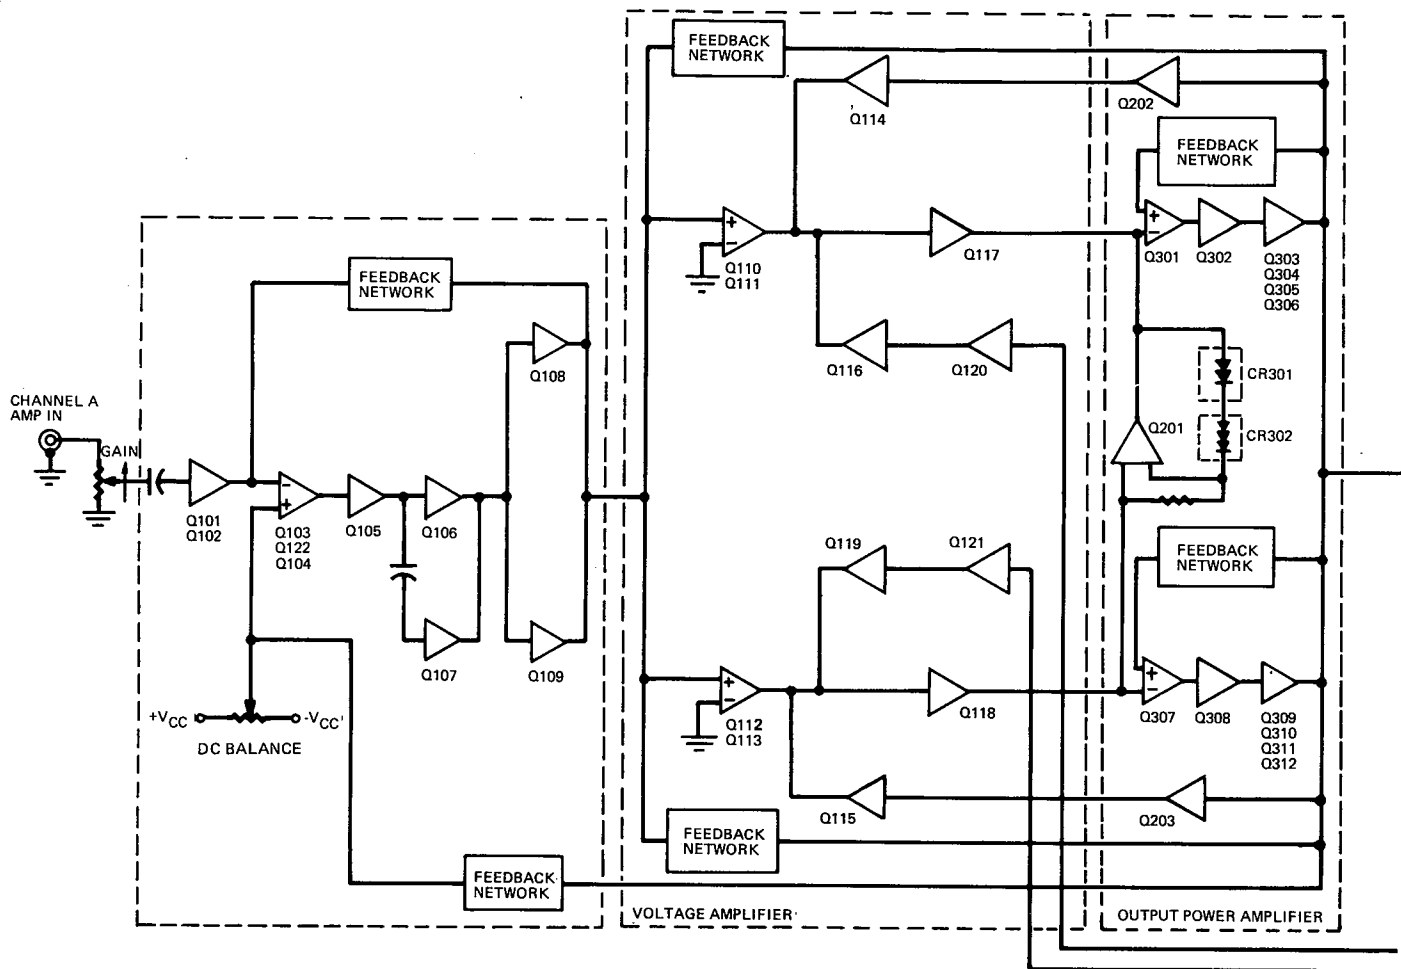 FEEDBACK
NETWORK
Q114
Q202
FEEDBACK
NETWORK
+
-
Q110
Q111
Q117
+
-
Q301
Q302
Q303
Q304
Q305
Q306
FEEDBACK
NETWORK
Q108
Q116
Q120
CR301
CR302
Q201
CHANNEL A
AMP IN
GAIN
Q101
Q102
-
+
Q103
Q122
Q104
Q105
Q106
Q107
Q109
Q119
Q121
FEEDBACK
NETWORK
+
-
Q112
Q113
Q118
+
-
Q307
Q308
Q309
Q310
Q311
Q312
+VCC
-VCC
DC BALANCE
Q115
Q203
FEEDBACK
NETWORK
FEEDBACK
NETWORK
VOLTAGE AMPLIFIER
OUTPUT POWER AMPLIFIER